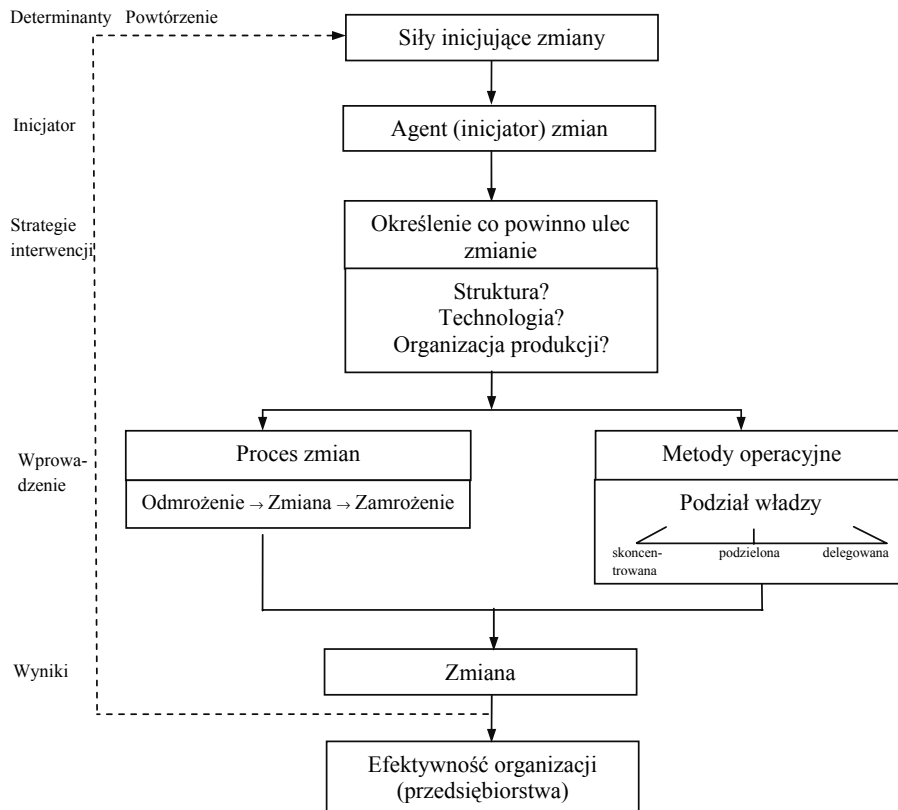 Determinanty Powtórzenie
Siły inicjujące zmiany
Inicjator
Agent (inicjator) zmian
Strategie
interwencji
Określenie co powinno ulec
zmianie
Struktura?
Technologia?
Organizacja produkcji?
Wprowa-
dzenie
Proces zmian
Odmrożenie → Zmiana → Zamrożenie
Metody operacyjne
Podział władzy
skoncen-
trowana
podzielona
delegowana
Wyniki
Zmiana
Efektywność organizacji
(przedsiębiorstwa)